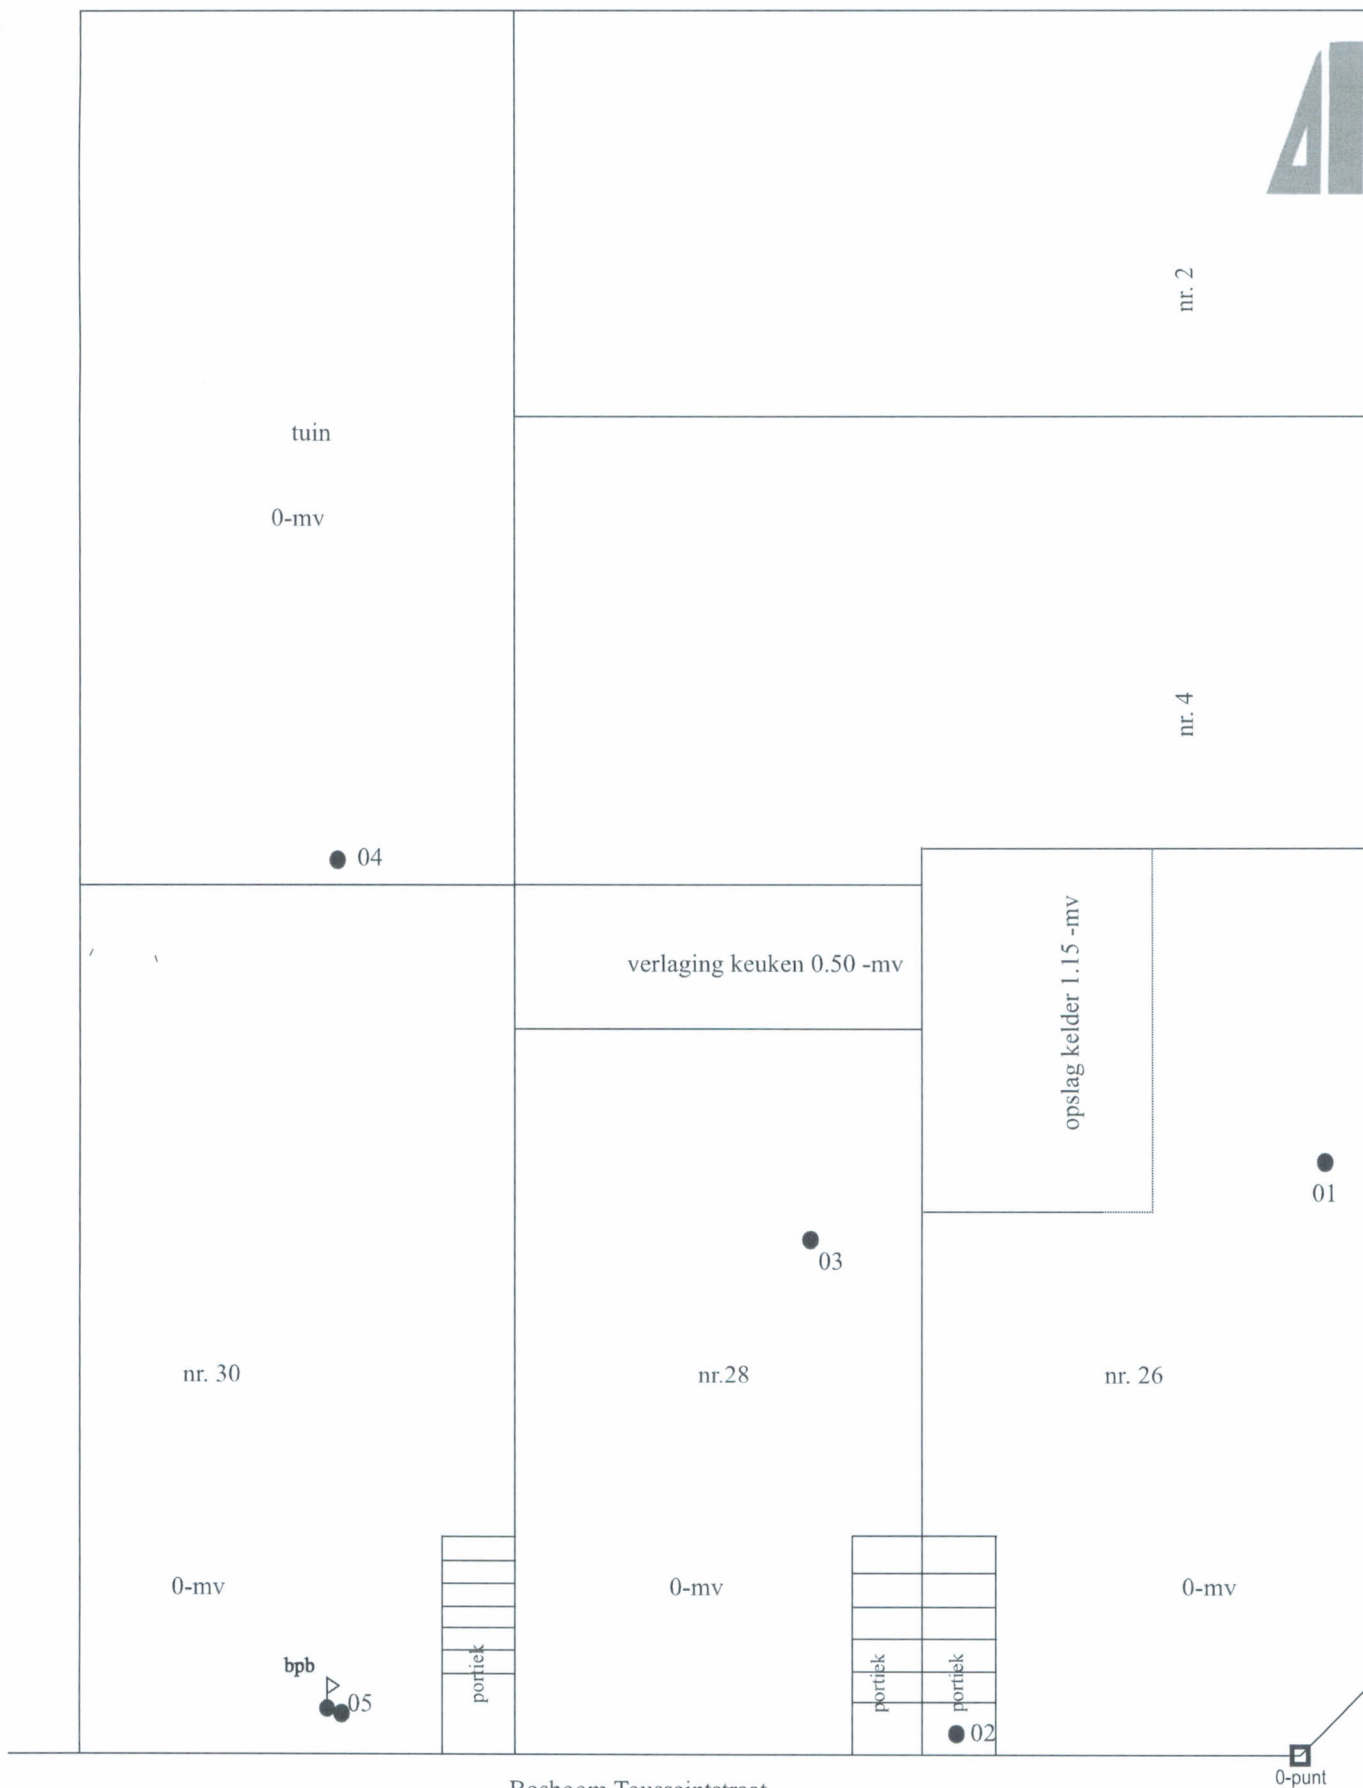 nr. 2
tuin
0-mv
nr. 4
04
verlaging keuken 0.50 -mv
opslag kelder 1.15 -mv
01
03
nr. 30
nr.28
nr. 26
0-mv
0-mv
0-mv
bpb
05
portiek
portiek
portiek
02
0-punt